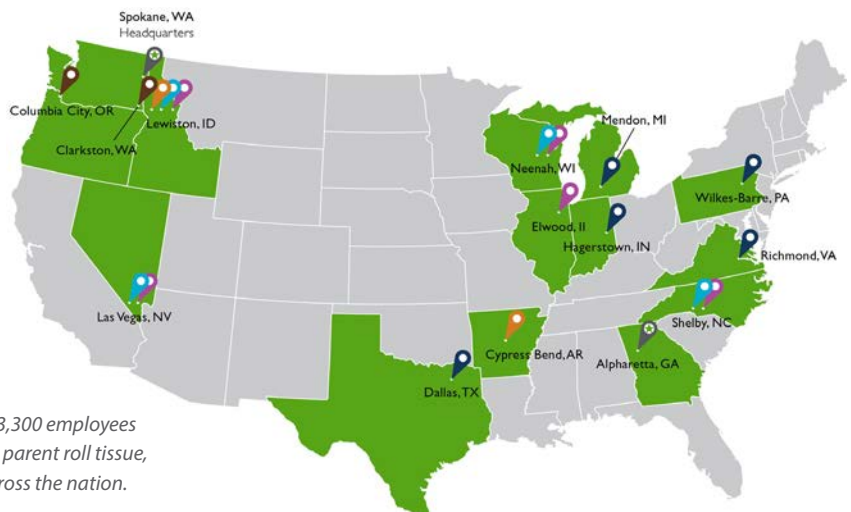 Spokane, WA
Headquarters
Columbia City, OR
Lewiston, ID
Clarkston, WA
Mendon, MI
Neenah, WI
Wilkes-Barre, PA
Elwood, Il
Hagerstown, IN
Richmond, VA
Las Vegas, NV
Shelby, NC
Cypress Bend, AR
Alpharetta, GA
Dallas, TX
3,300 employees
parent roll tissue,
ross the nation.